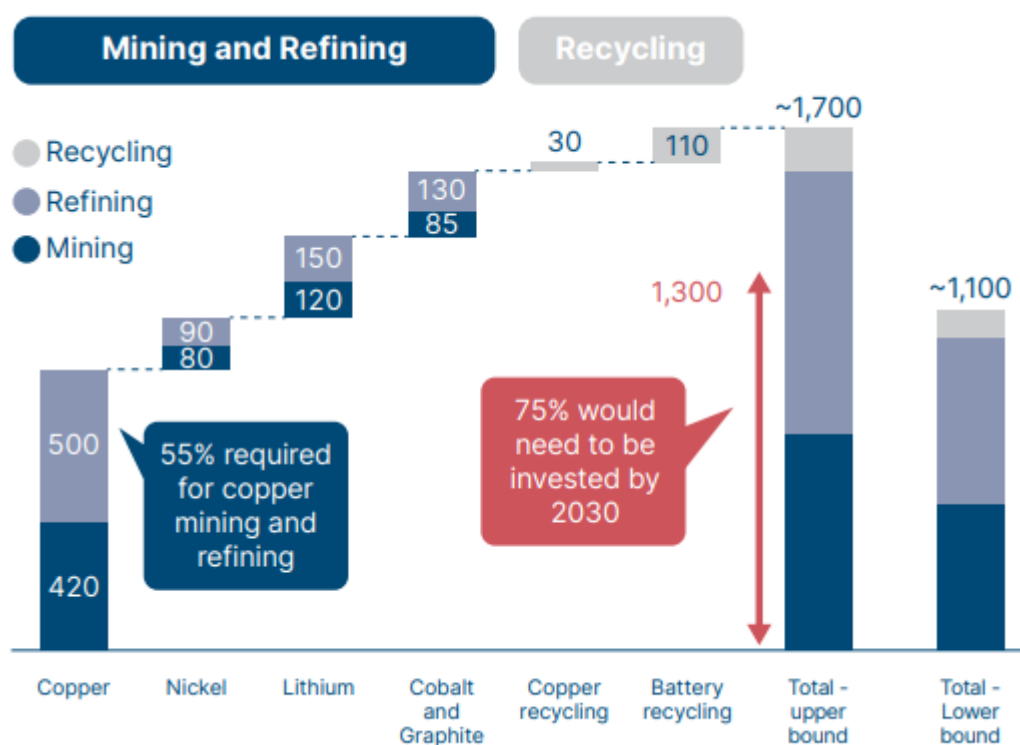 Mining and Refining
Recycling
Recycling
Refining
Mining
~1,700
30
110
130
85
150
120
1,300
~1,100
90
80
500
420
55% required
for copper
mining and
refining
75% would
need to be
invested by
2030
Copper
Nickel
Lithium
Cobalt
and
Graphite
Copper
recycling
Battery
recycling
Total -
upper
bound
Total -
Lower
bound